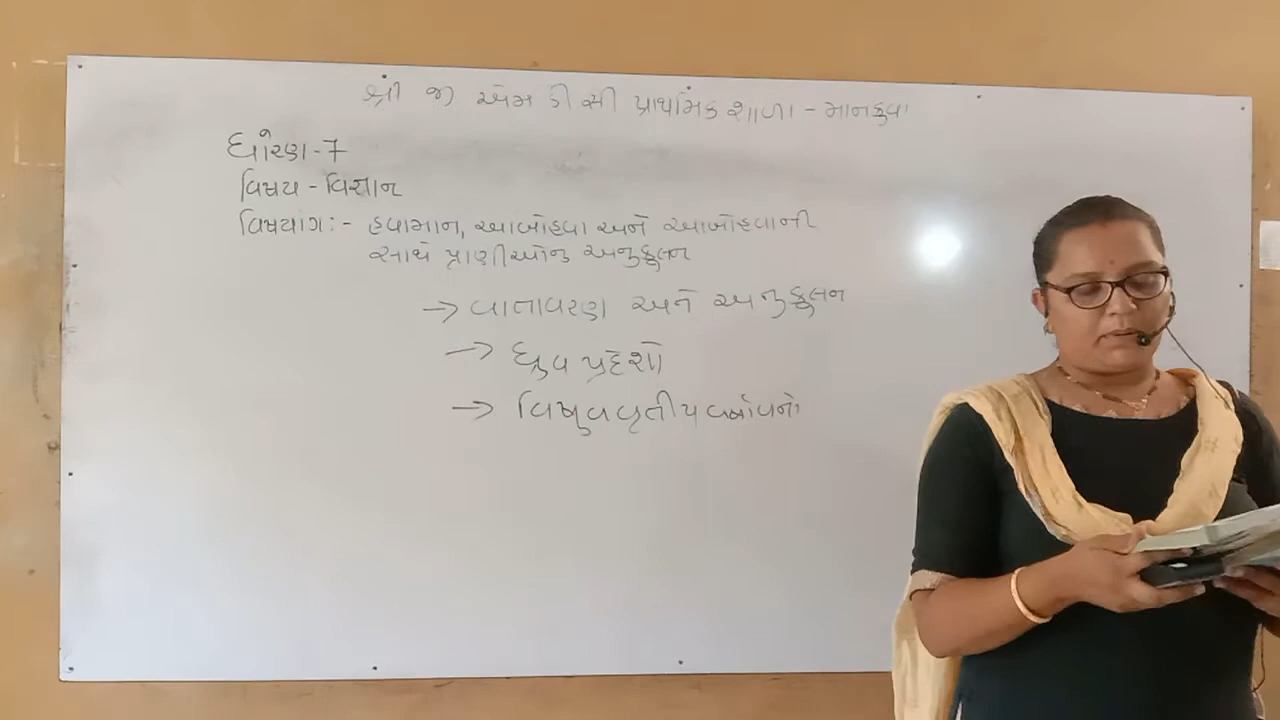 શ્રી જી એમ ડી સી પ્રાથમિક શાળા - માનકુવા
ધોરણ - 7
વિષય - વિજ્ઞાન
વિષયાંગ :- હવામાન, આબોહવા અને આબોહવાની
સાથે પ્રાણીઓનુ અનુકૂલન
→ વાતાવરણ અને અનુકૂલન
→ ધ્રુવ પ્રદેશો
→ વિષુવવૃતીય વર્ષાવનો